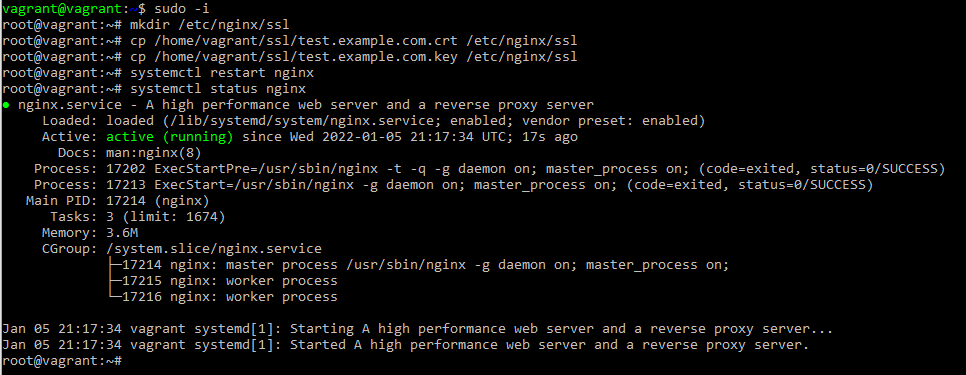 vagrant@vagrant:~$ sudo -i
root@vagrant:~# mkdir /etc/nginx/ssl
root@vagrant:~# cp /home/vagrant/ssl/test.example.com.crt /etc/nginx/ssl
root@vagrant:~# cp /home/vagrant/ssl/test.example.com.key /etc/nginx/ssl
root@vagrant:~# systemctl restart nginx
root@vagrant:~# systemctl status nginx
● nginx.service - A high performance web server and a reverse proxy server
     Loaded: loaded (/lib/systemd/system/nginx.service; enabled; vendor preset: enabled)
     Active: active (running) since Wed 2022-01-05 21:17:34 UTC; 17s ago
       Docs: man:nginx(8)
    Process: 17202 ExecStartPre=/usr/sbin/nginx -t -q -g daemon on; master_process on; (code=exited, status=0/SUCCESS)
    Process: 17213 ExecStart=/usr/sbin/nginx -g daemon on; master_process on; (code=exited, status=0/SUCCESS)
   Main PID: 17214 (nginx)
      Tasks: 3 (limit: 1674)
     Memory: 3.6M
     CGroup: /system.slice/nginx.service
             ├─17214 nginx: master process /usr/sbin/nginx -g daemon on; master_process on;
             ├─17215 nginx: worker process
             └─17216 nginx: worker process

Jan 05 21:17:34 vagrant systemd[1]: Starting A high performance web server and a reverse proxy server...
Jan 05 21:17:34 vagrant systemd[1]: Started A high performance web server and a reverse proxy server.
root@vagrant:~#